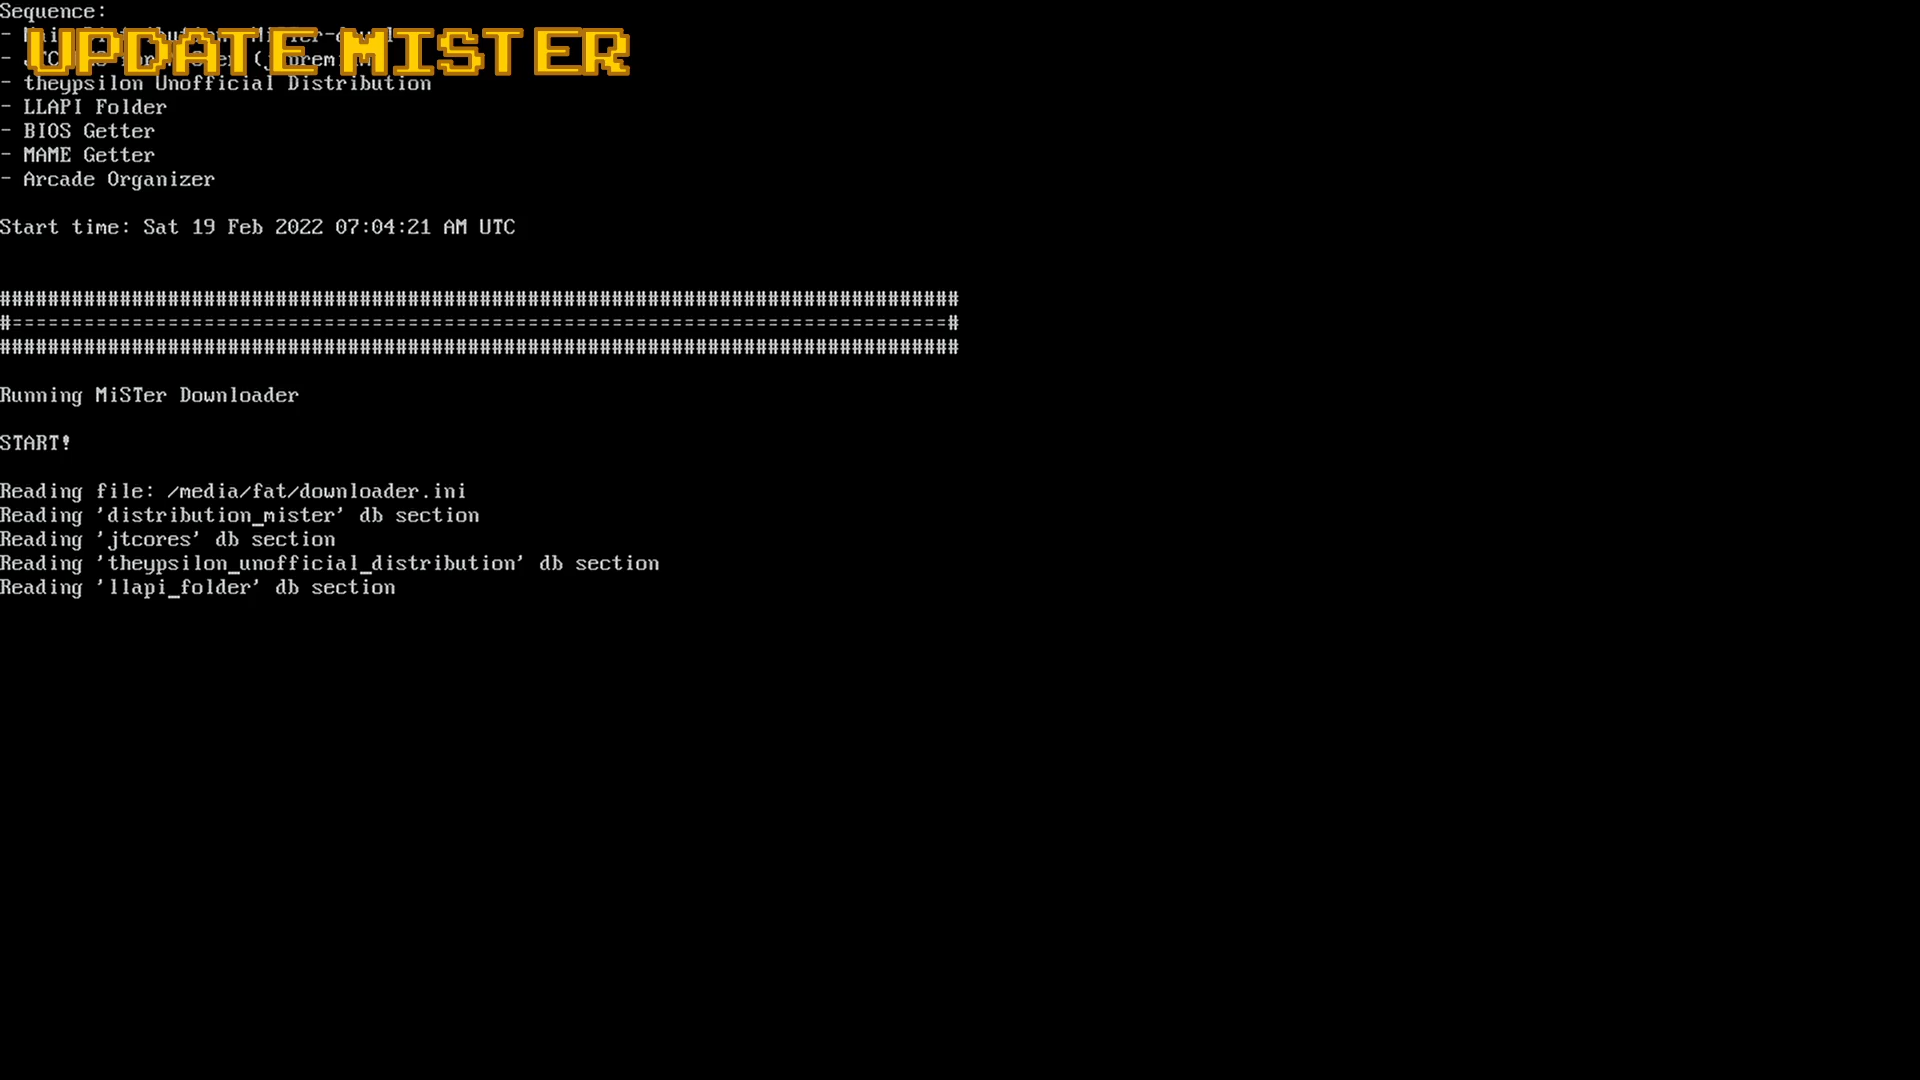 Sequence:
UPDATE MISTER
- theypsilon Unofficial Distribution
- LLAPI Folder
- BIOS Getter
- MAME Getter
- Arcade Organizer
Start time: Sat 19 Feb 2022 07:04:21 AM UTC
################################################################################
#==============================================================================#
################################################################################
Running MiSTer Downloader
START!
Reading file: /media/fat/downloader.ini
Reading 'distribution_mister' db section
Reading 'jtcores' db section
Reading 'theypsilon_unofficial_distribution' db section
Reading 'llapi_folder' db section